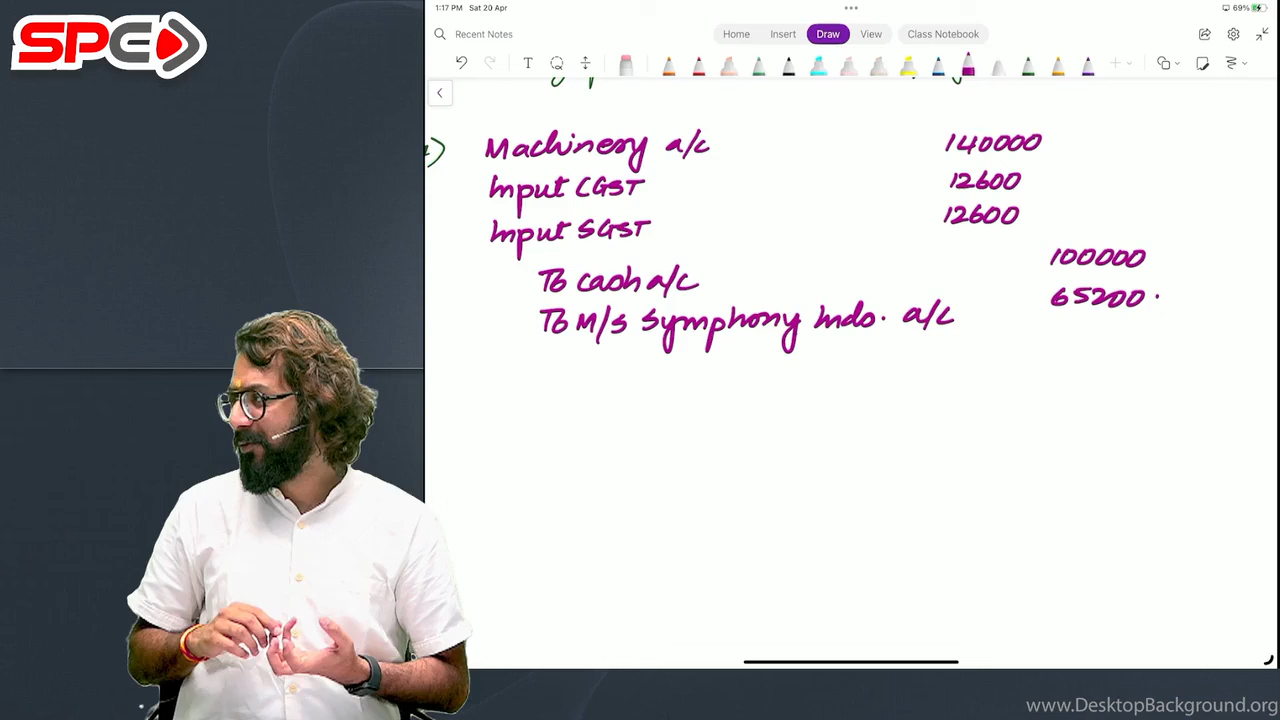 SPC
1:17 PM Sat 20 Apr
69%
Recent Notes
Home Insert Draw View Class Notebook
Machinery a/c 140000
Input CGST 12600
Input SGST 12600
To cash a/c 100000
To M/s Symphony Indo. a/c 65200
www.DesktopBackground.org